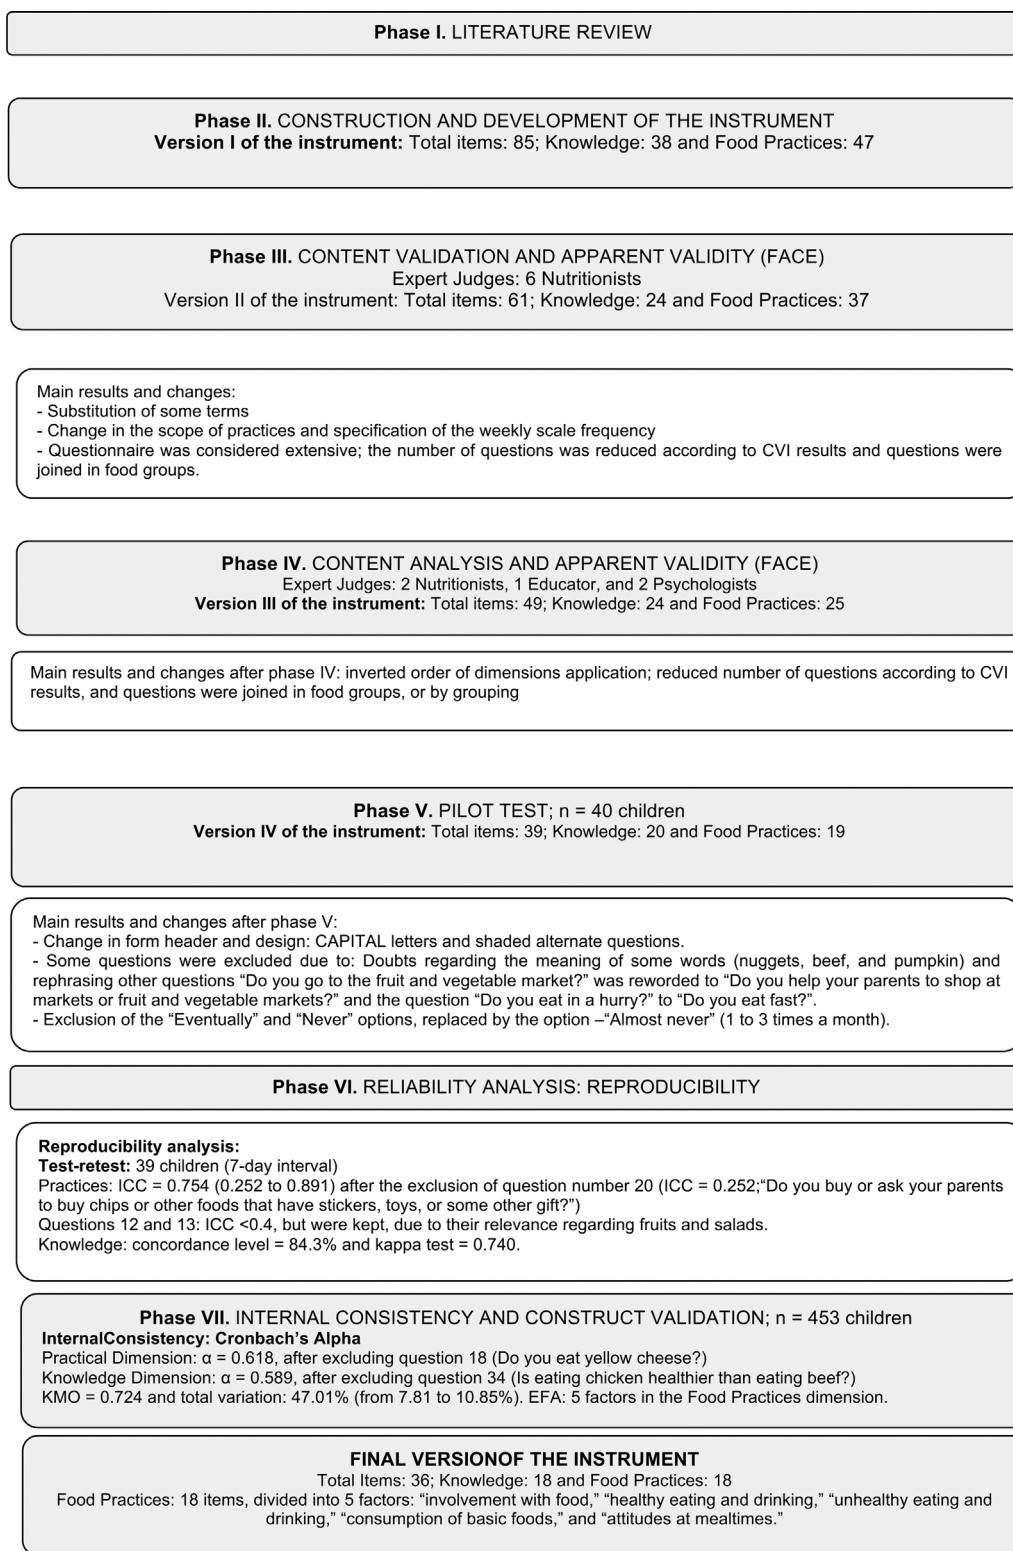 Phase I. LITERATURE REVIEW
Phase II. CONSTRUCTION AND DEVELOPMENT OF THE INSTRUMENT
Version I of the instrument: Total items: 85; Knowledge: 38 and Food Practices: 47
Phase III. CONTENT VALIDATION AND APPARENT VALIDITY (FACE)
Expert Judges: 6 Nutritionists
Version II of the instrument: Total items: 61; Knowledge: 24 and Food Practices: 37
Main results and changes:
- Substitution of some terms
- Change in the scope of practices and specification of the weekly scale frequency
- Questionnaire was considered extensive; the number of questions was reduced according to CVI results and questions were
joined in food groups.
Phase IV. CONTENT ANALYSIS AND APPARENT VALIDITY (FACE)
Expert Judges: 2 Nutritionists, 1 Educator, and 2 Psychologists
Version III of the instrument: Total items: 49; Knowledge: 24 and Food Practices: 25
Main results and changes after phase IV: inverted order of dimensions application; reduced number of questions according to CVI
results, and questions were joined in food groups, or by grouping
Phase V. PILOT TEST; n = 40 children
Version IV of the instrument: Total items: 39; Knowledge: 20 and Food Practices: 19
Main results and changes after phase V:
- Change in form header and design: CAPITAL letters and shaded alternate questions.
- Some questions were excluded due to: Doubts regarding the meaning of some words (nuggets, beef, and pumpkin) and
rephrasing other questions “Do you go to the fruit and vegetable market?” was reworded to “Do you help your parents to shop at
markets or fruit and vegetable markets?” and the question “Do you eat in a hurry?” to “Do you eat fast?”.
- Exclusion of the “Eventually” and “Never” options, replaced by the option –“Almost never” (1 to 3 times a month).
Phase VI. RELIABILITY ANALYSIS: REPRODUCIBILITY
Reproducibility analysis:
Test-retest: 39 children (7-day interval)
Practices: ICC = 0.754 (0.252 to 0.891) after the exclusion of question number 20 (ICC = 0.252;“Do you buy or ask your parents
to buy chips or other foods that have stickers, toys, or some other gift?”)
Questions 12 and 13: ICC <0.4, but were kept, due to their relevance regarding fruits and salads.
Knowledge: concordance level = 84.3% and kappa test = 0.740.
Phase VII. INTERNAL CONSISTENCY AND CONSTRUCT VALIDATION; n = 453 children
InternalConsistency: Cronbach’s Alpha
Practical Dimension: α = 0.618, after excluding question 18 (Do you eat yellow cheese?)
Knowledge Dimension: α = 0.589, after excluding question 34 (Is eating chicken healthier than eating beef?)
KMO = 0.724 and total variation: 47.01% (from 7.81 to 10.85%). EFA: 5 factors in the Food Practices dimension.
FINAL VERSIONOF THE INSTRUMENT
Total Items: 36; Knowledge: 18 and Food Practices: 18
Food Practices: 18 items, divided into 5 factors: “involvement with food,” “healthy eating and drinking,” “unhealthy eating and
drinking,” “consumption of basic foods,” and “attitudes at mealtimes.”